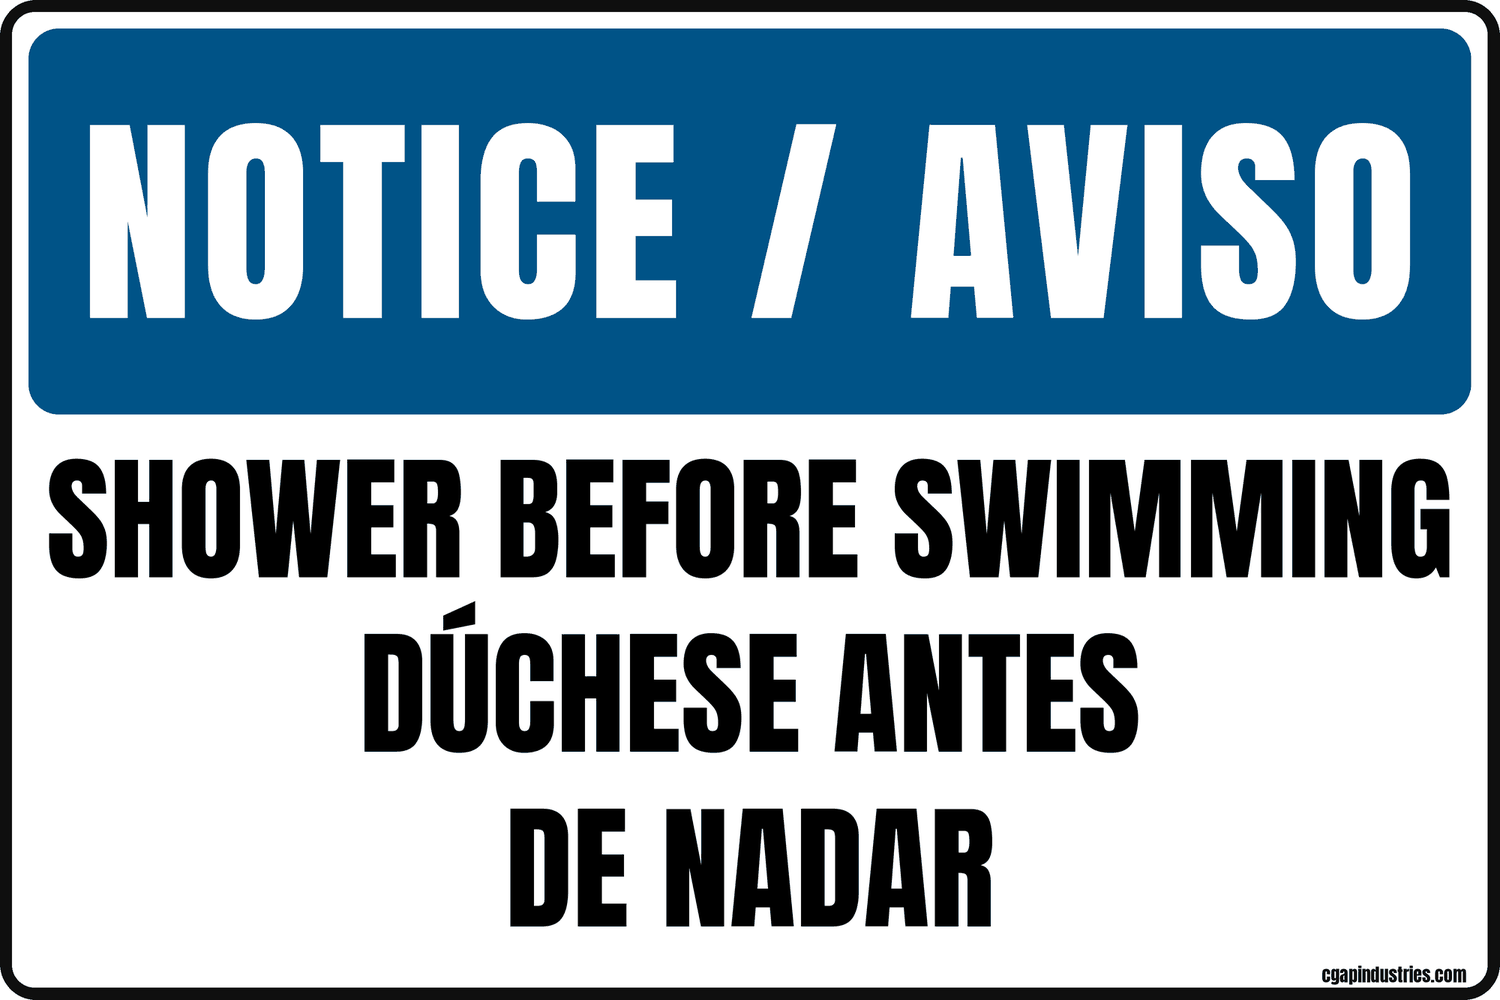 NOTICE / AVISO
SHOWER BEFORE SWIMMING
DÚCHESE ANTES
DE NADAR
cgapindustries.com